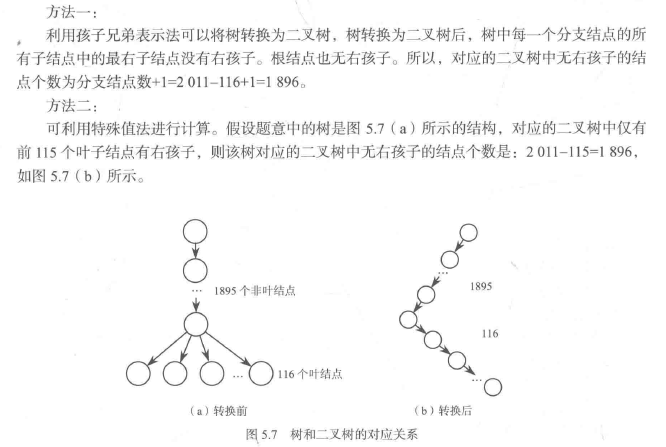 方法一：
利用孩子兄弟表示法可以将树转换为二叉树，树转换为二叉树后，树中每一个分支结点的所
有子结点中的最右子结点没有右孩子。根结点也无右孩子。所以，对应的二叉树中无右孩子的结
点个数为分支结点数+1=2 011–116+1=1 896。
方法二：
可利用特殊值法进行计算。假设题意中的树是图 5.7（a）所示的结构，对应的二叉树中仅有
前 115 个叶子结点有右孩子，则该树对应的二叉树中无右孩子的结点个数是：2 011–115=1 896，
如图 5.7（b）所示。
…
1895 个非叶结点
…
116 个叶结点
（a）转换前
…
1895
116
…
（b）转换后
图 5.7 树和二叉树的对应关系